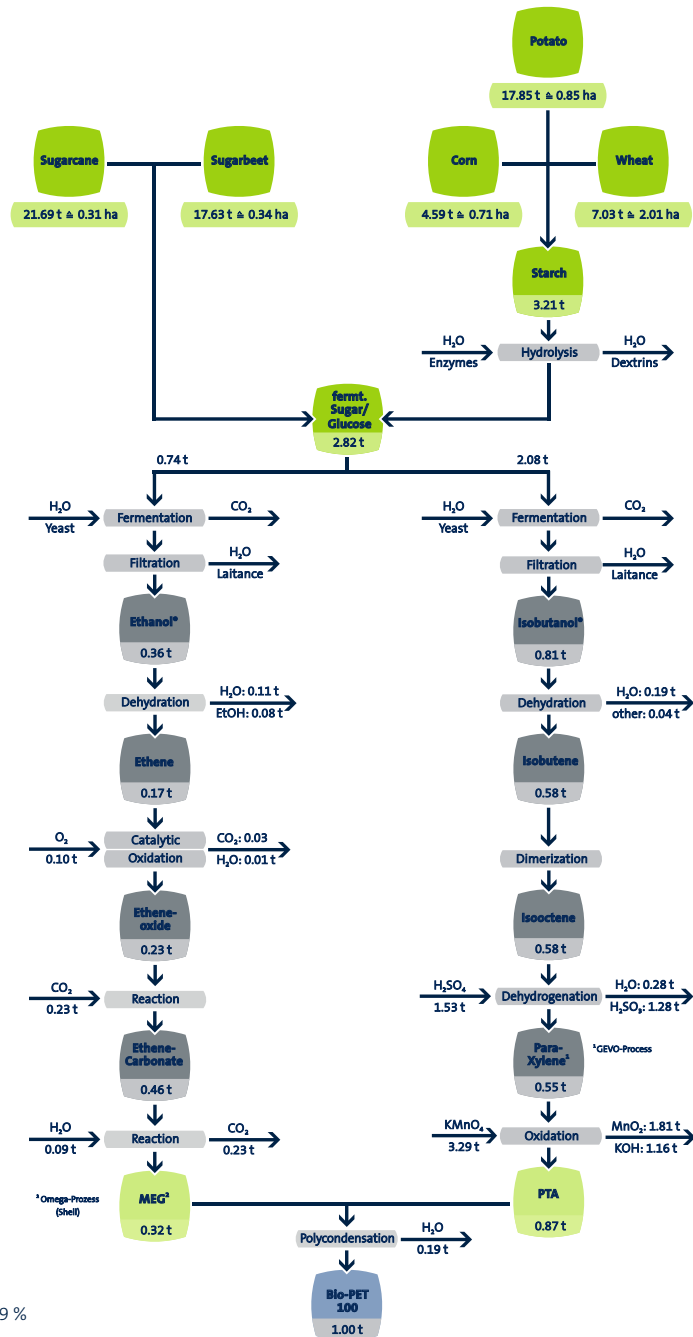 Potato
17.85 t ≙ 0.85 ha
Sugarcane
21.69 t ≙ 0.31 ha
Sugarbeet
17.63 t ≙ 0.34 ha
Corn
4.59 t ≙ 0.71 ha
Wheat
7.03 t ≙ 2.01 ha
Starch
3.21 t
H₂O
Enzymes
Hydrolysis
H₂O
Dextrins
fermt.
Sugar/
Glucose
2.82 t
0.74 t
2.08 t
H₂O
Yeast
Fermentation
CO₂
H₂O
Yeast
Fermentation
CO₂
Filtration
H₂O
Laitance
Filtration
H₂O
Laitance
Ethanol*
0.36 t
Isobutanol*
0.81 t
Dehydration
H₂O: 0.11 t
EtOH: 0.08 t
Dehydration
H₂O: 0.19 t
other: 0.04 t
Ethene
0.17 t
Isobutene
0.58 t
O₂
0.10 t
Catalytic
Oxidation
CO₂: 0.03
H₂O: 0.01 t
Dimerization
Ethene-
oxide
0.23 t
Isooctene
0.58 t
CO₂
0.23 t
Reaction
H₂SO₄
1.53 t
Dehydrogenation
H₂O: 0.28 t
H₂SO₃: 1.28 t
Ethene-
Carbonate
0.46 t
Para-
Xylene¹
0.55 t
¹GEVO-Process
H₂O
0.09 t
Reaction
CO₂
0.23 t
KMnO₄
3.29 t
Oxidation
MnO₂: 1.81 t
KOH: 1.16 t
² Omega-Prozess
(Shell)
MEG²
0.32 t
PTA
0.87 t
Polycondensation
H₂O
0.19 t
Bio-PET
100
1.00 t
9 %